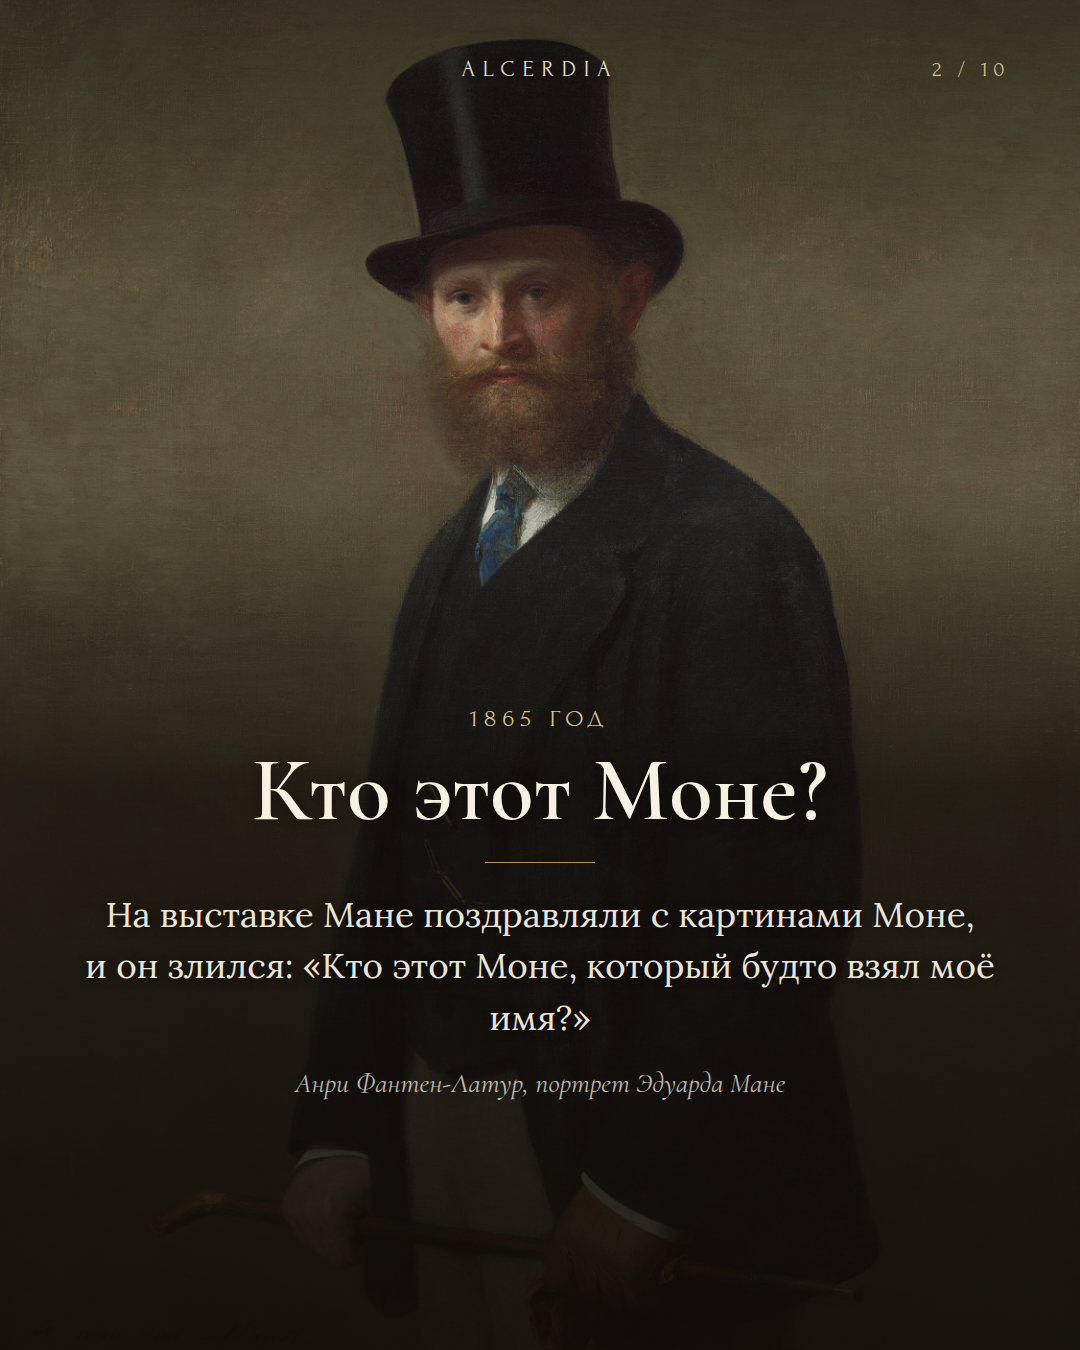 ALCERDIA
2 / 10
1865 ГОД
Кто этот Моне?
На выставке Мане поздравляли с картинами Моне,
и он злился: «Кто этот Моне, который будто взял моё
имя?»
Анри Фантен-Латур, портрет Эдуарда Мане